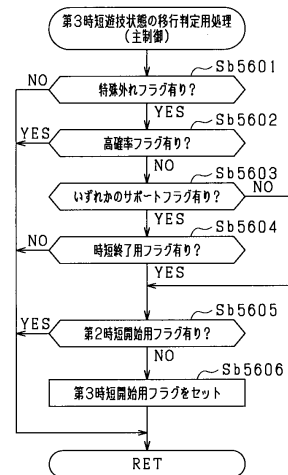 第3時短遊技状態の移行判定用処理
(主制御)
Sb5601
NO
特殊外れフラグ有り?
YES
Sb5602
YES
高確率フラグ有り?
NO
Sb5603
いずれかのサポートフラグ有り?
NO
YES
Sb5604
NO
時短終了用フラグ有り?
YES
Sb5605
YES
第2時短開始用フラグ有り?
NO
Sb5606
第3時短開始用フラグをセット
RET